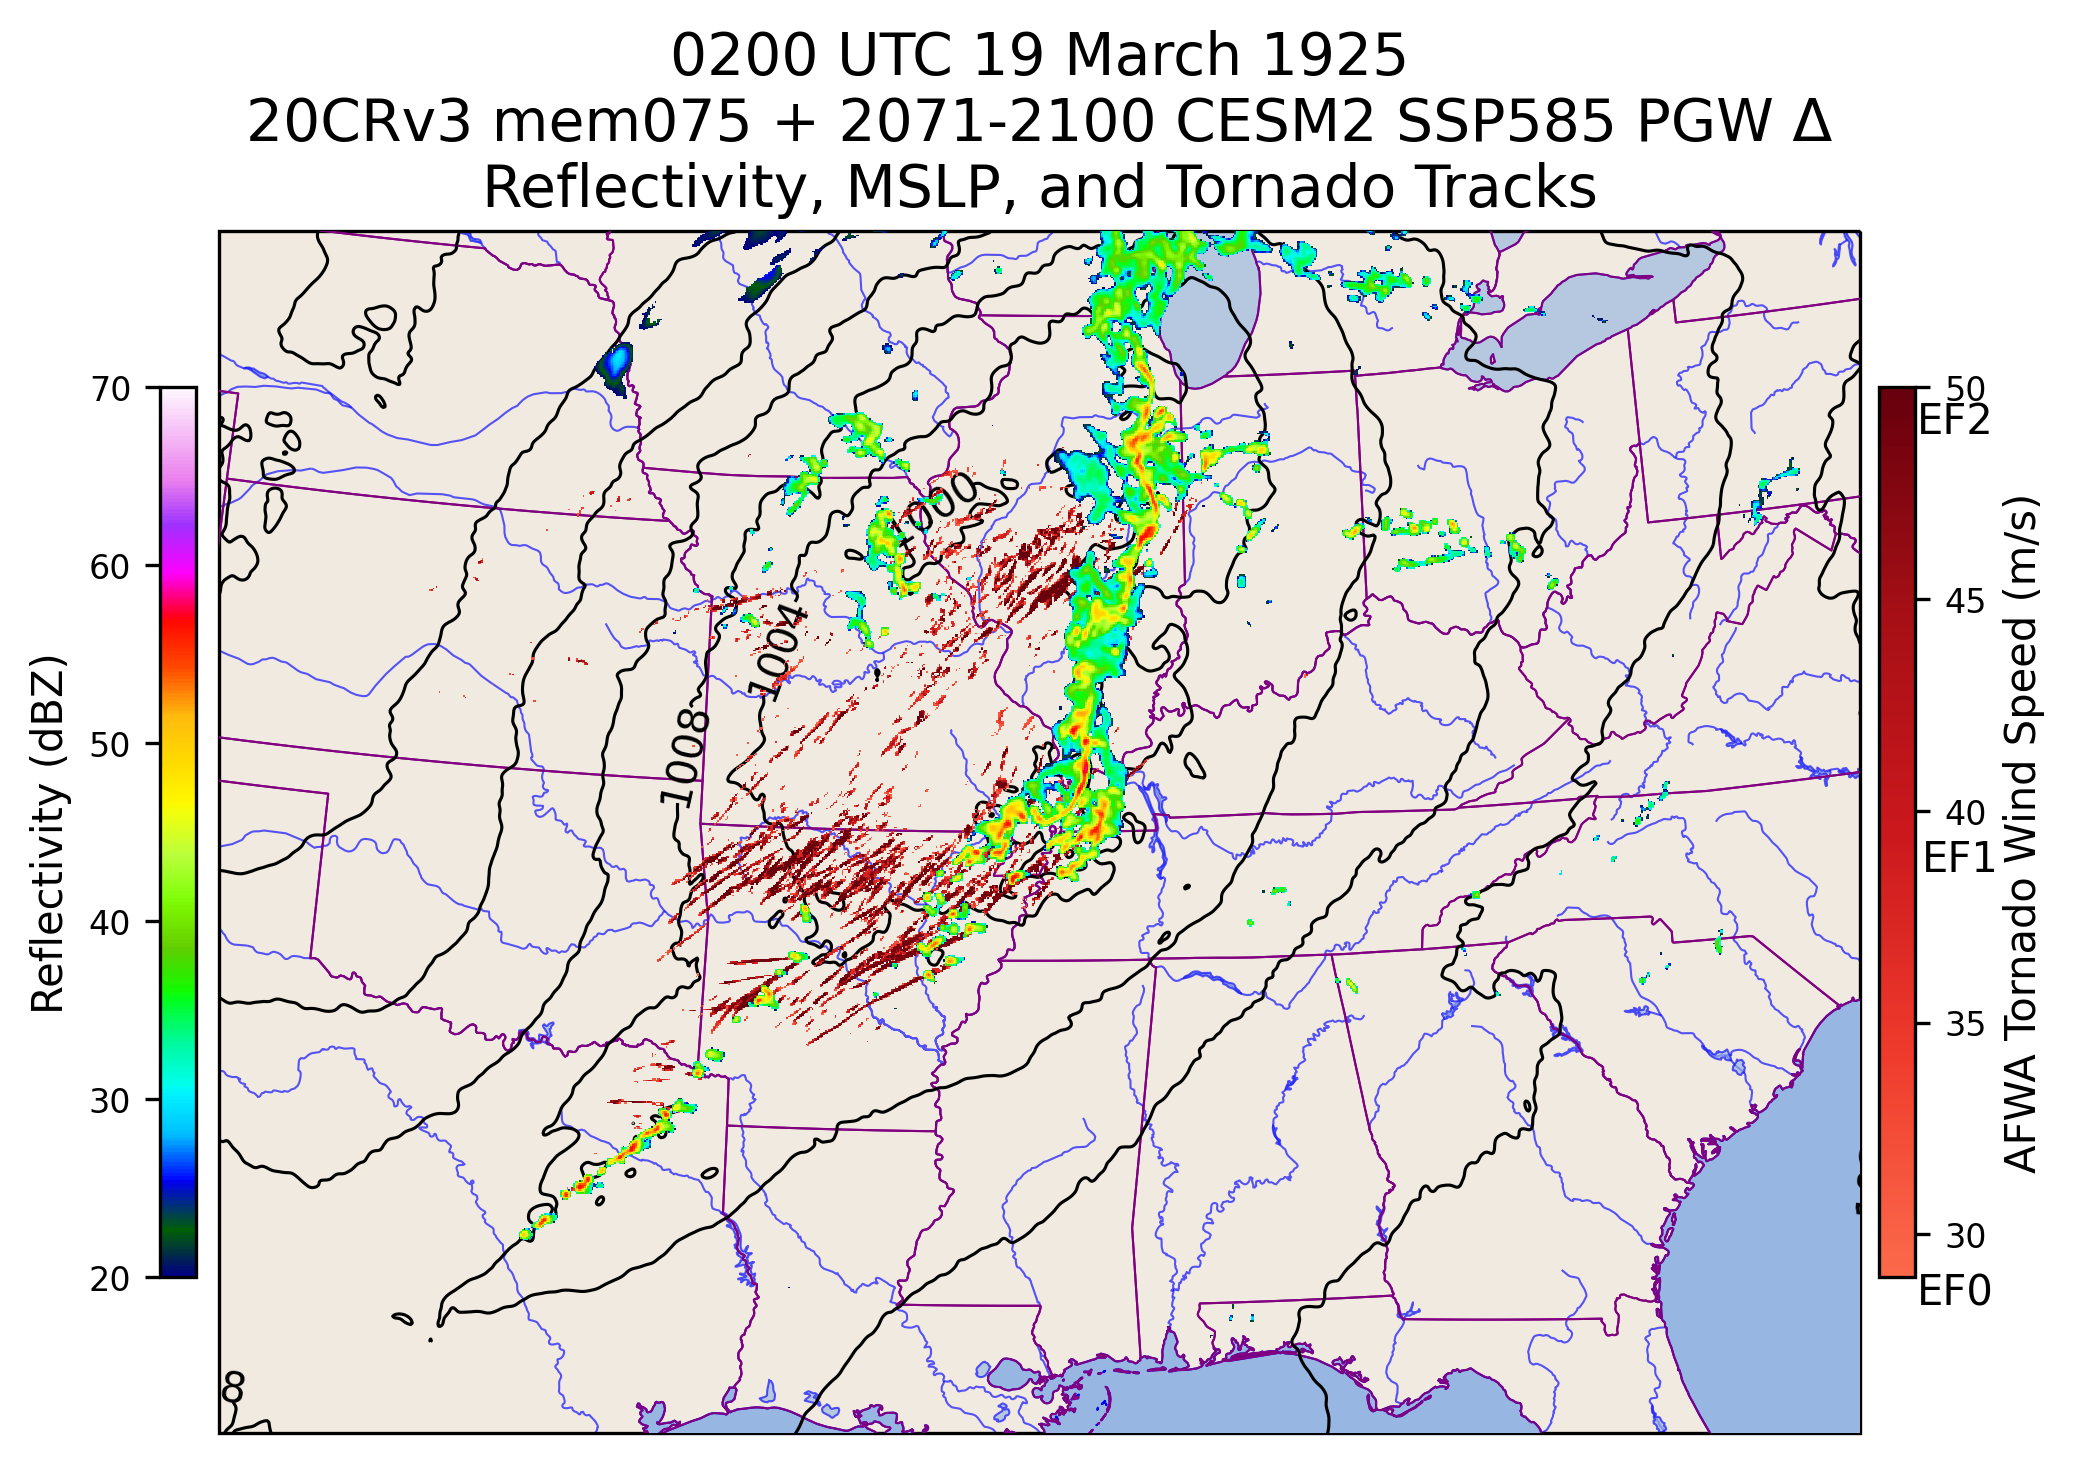 0200 UTC 19 March 1925
20CRv3 mem075 + 2071-2100 CESM2 SSP585 PGW Δ
Reflectivity, MSLP, and Tornado Tracks
70
60
50
40
30
20
Reflectivity (dBZ)
1000
1004
1008
8
50
EF2
45
40
EF1
35
30
EF0
AFWA Tornado Wind Speed (m/s)